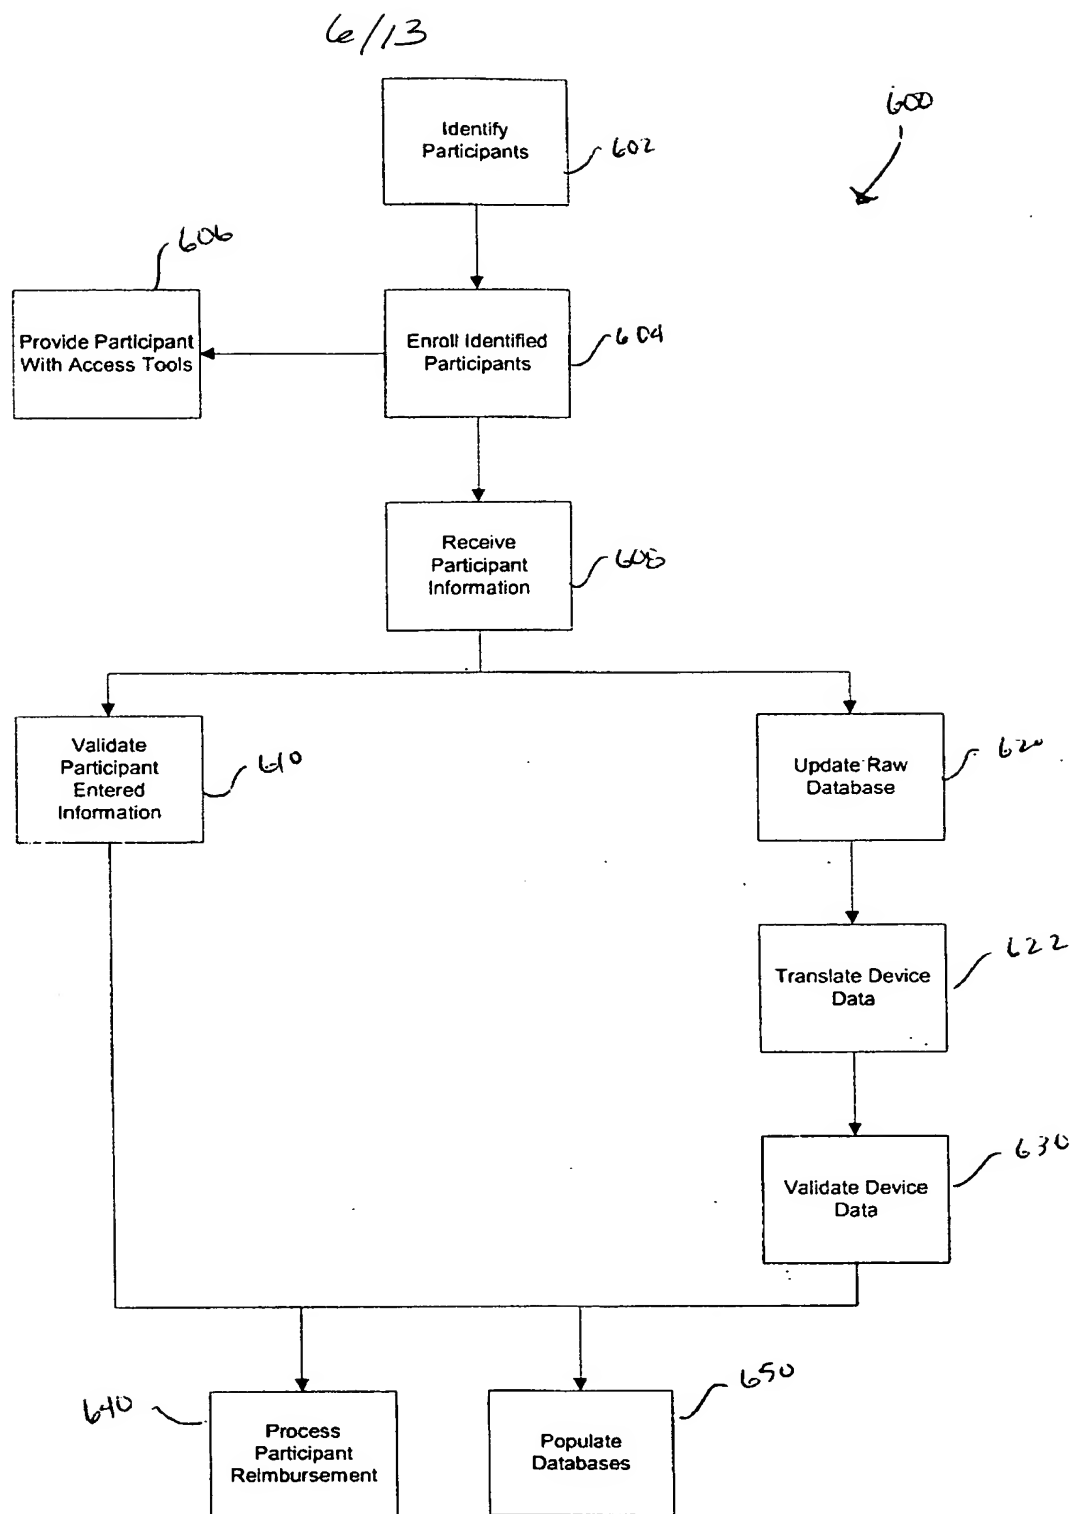 6/13
600
Identify
Participants
602
606
Provide Participant
With Access Tools
Enroll Identified
Participants
604
Receive
Participant
Information
608
Validate
Participant
Entered
Information
610
Update Raw
Database
620
Translate Device
Data
622
Validate Device
Data
630
640
Process
Participant
Reimbursement
650
Populate
Databases